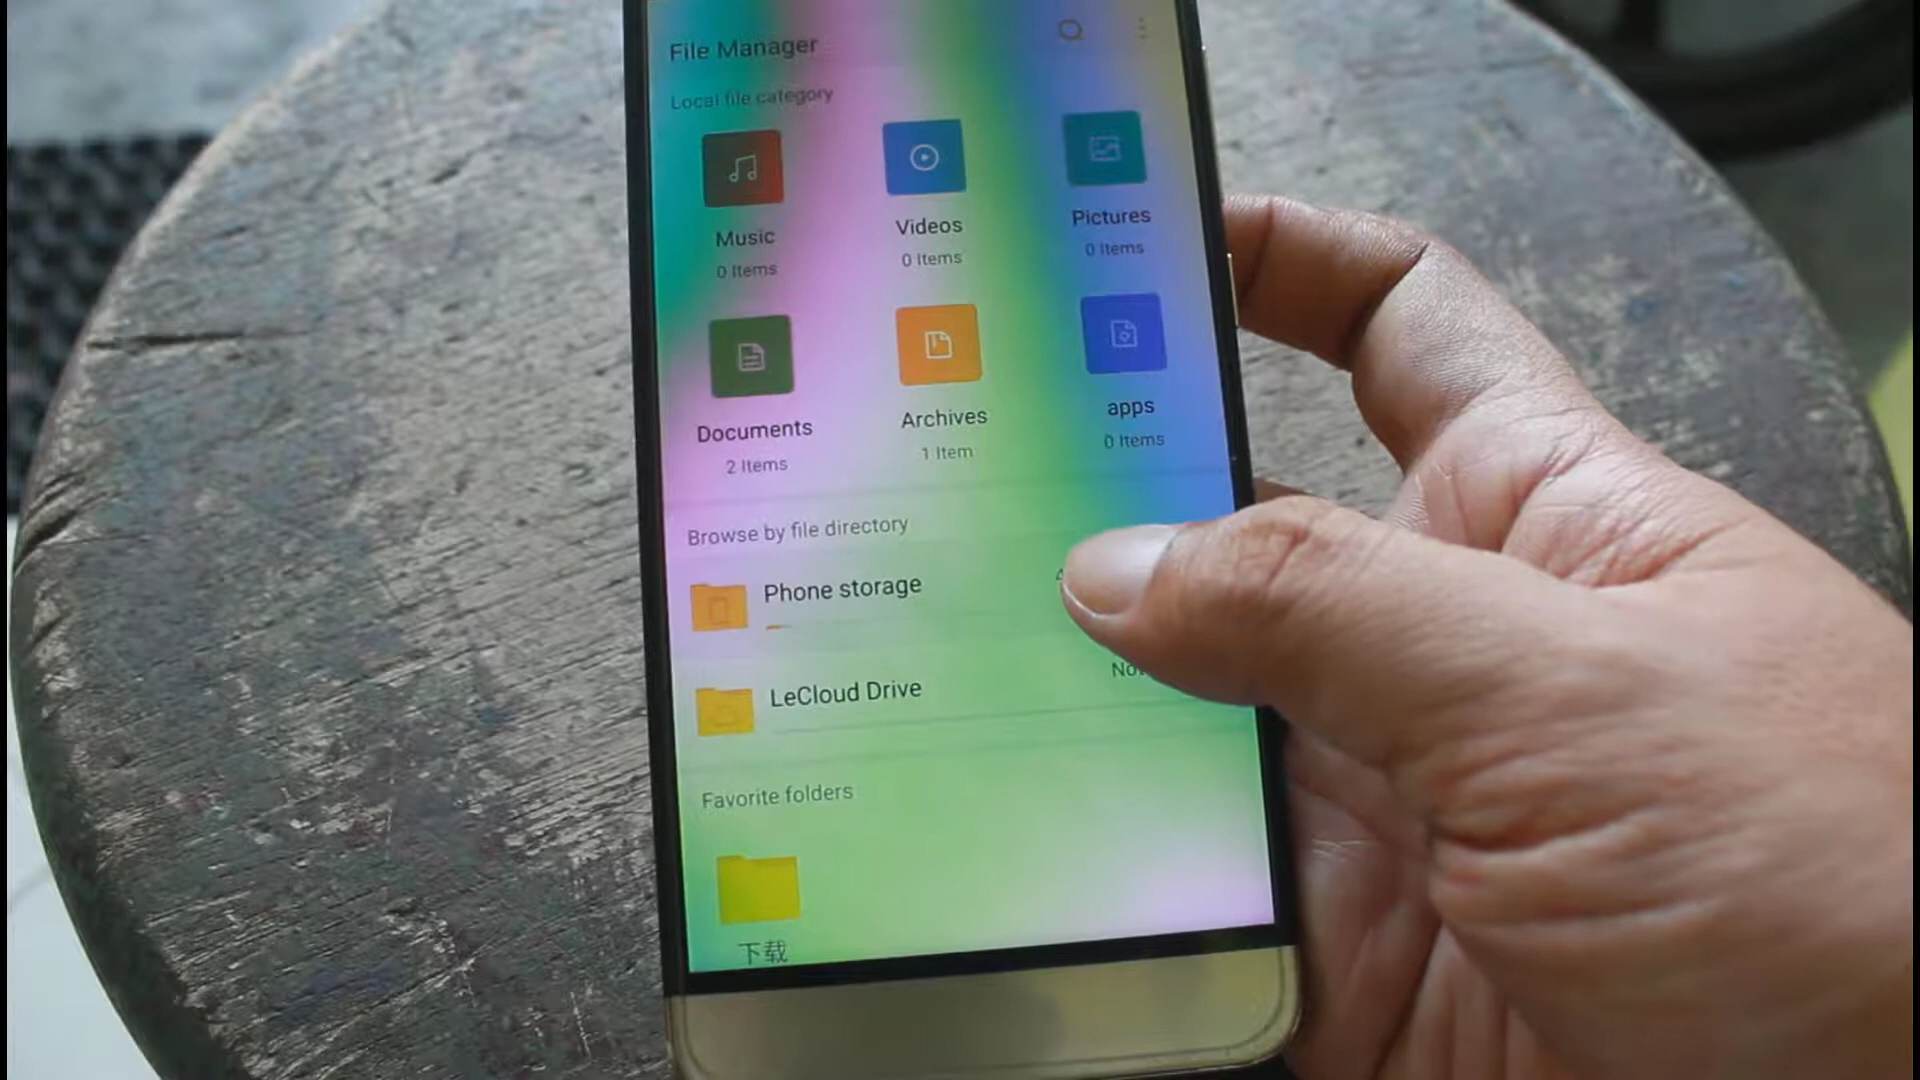 File Manager
Local file category
Music
Videos
Pictures
0 Items
0 Items
0 Items
Documents
Archives
apps
2 Items
1 Item
0 Items
Browse by file directory
Phone storage
LeCloud Drive
Favorite folders
下载